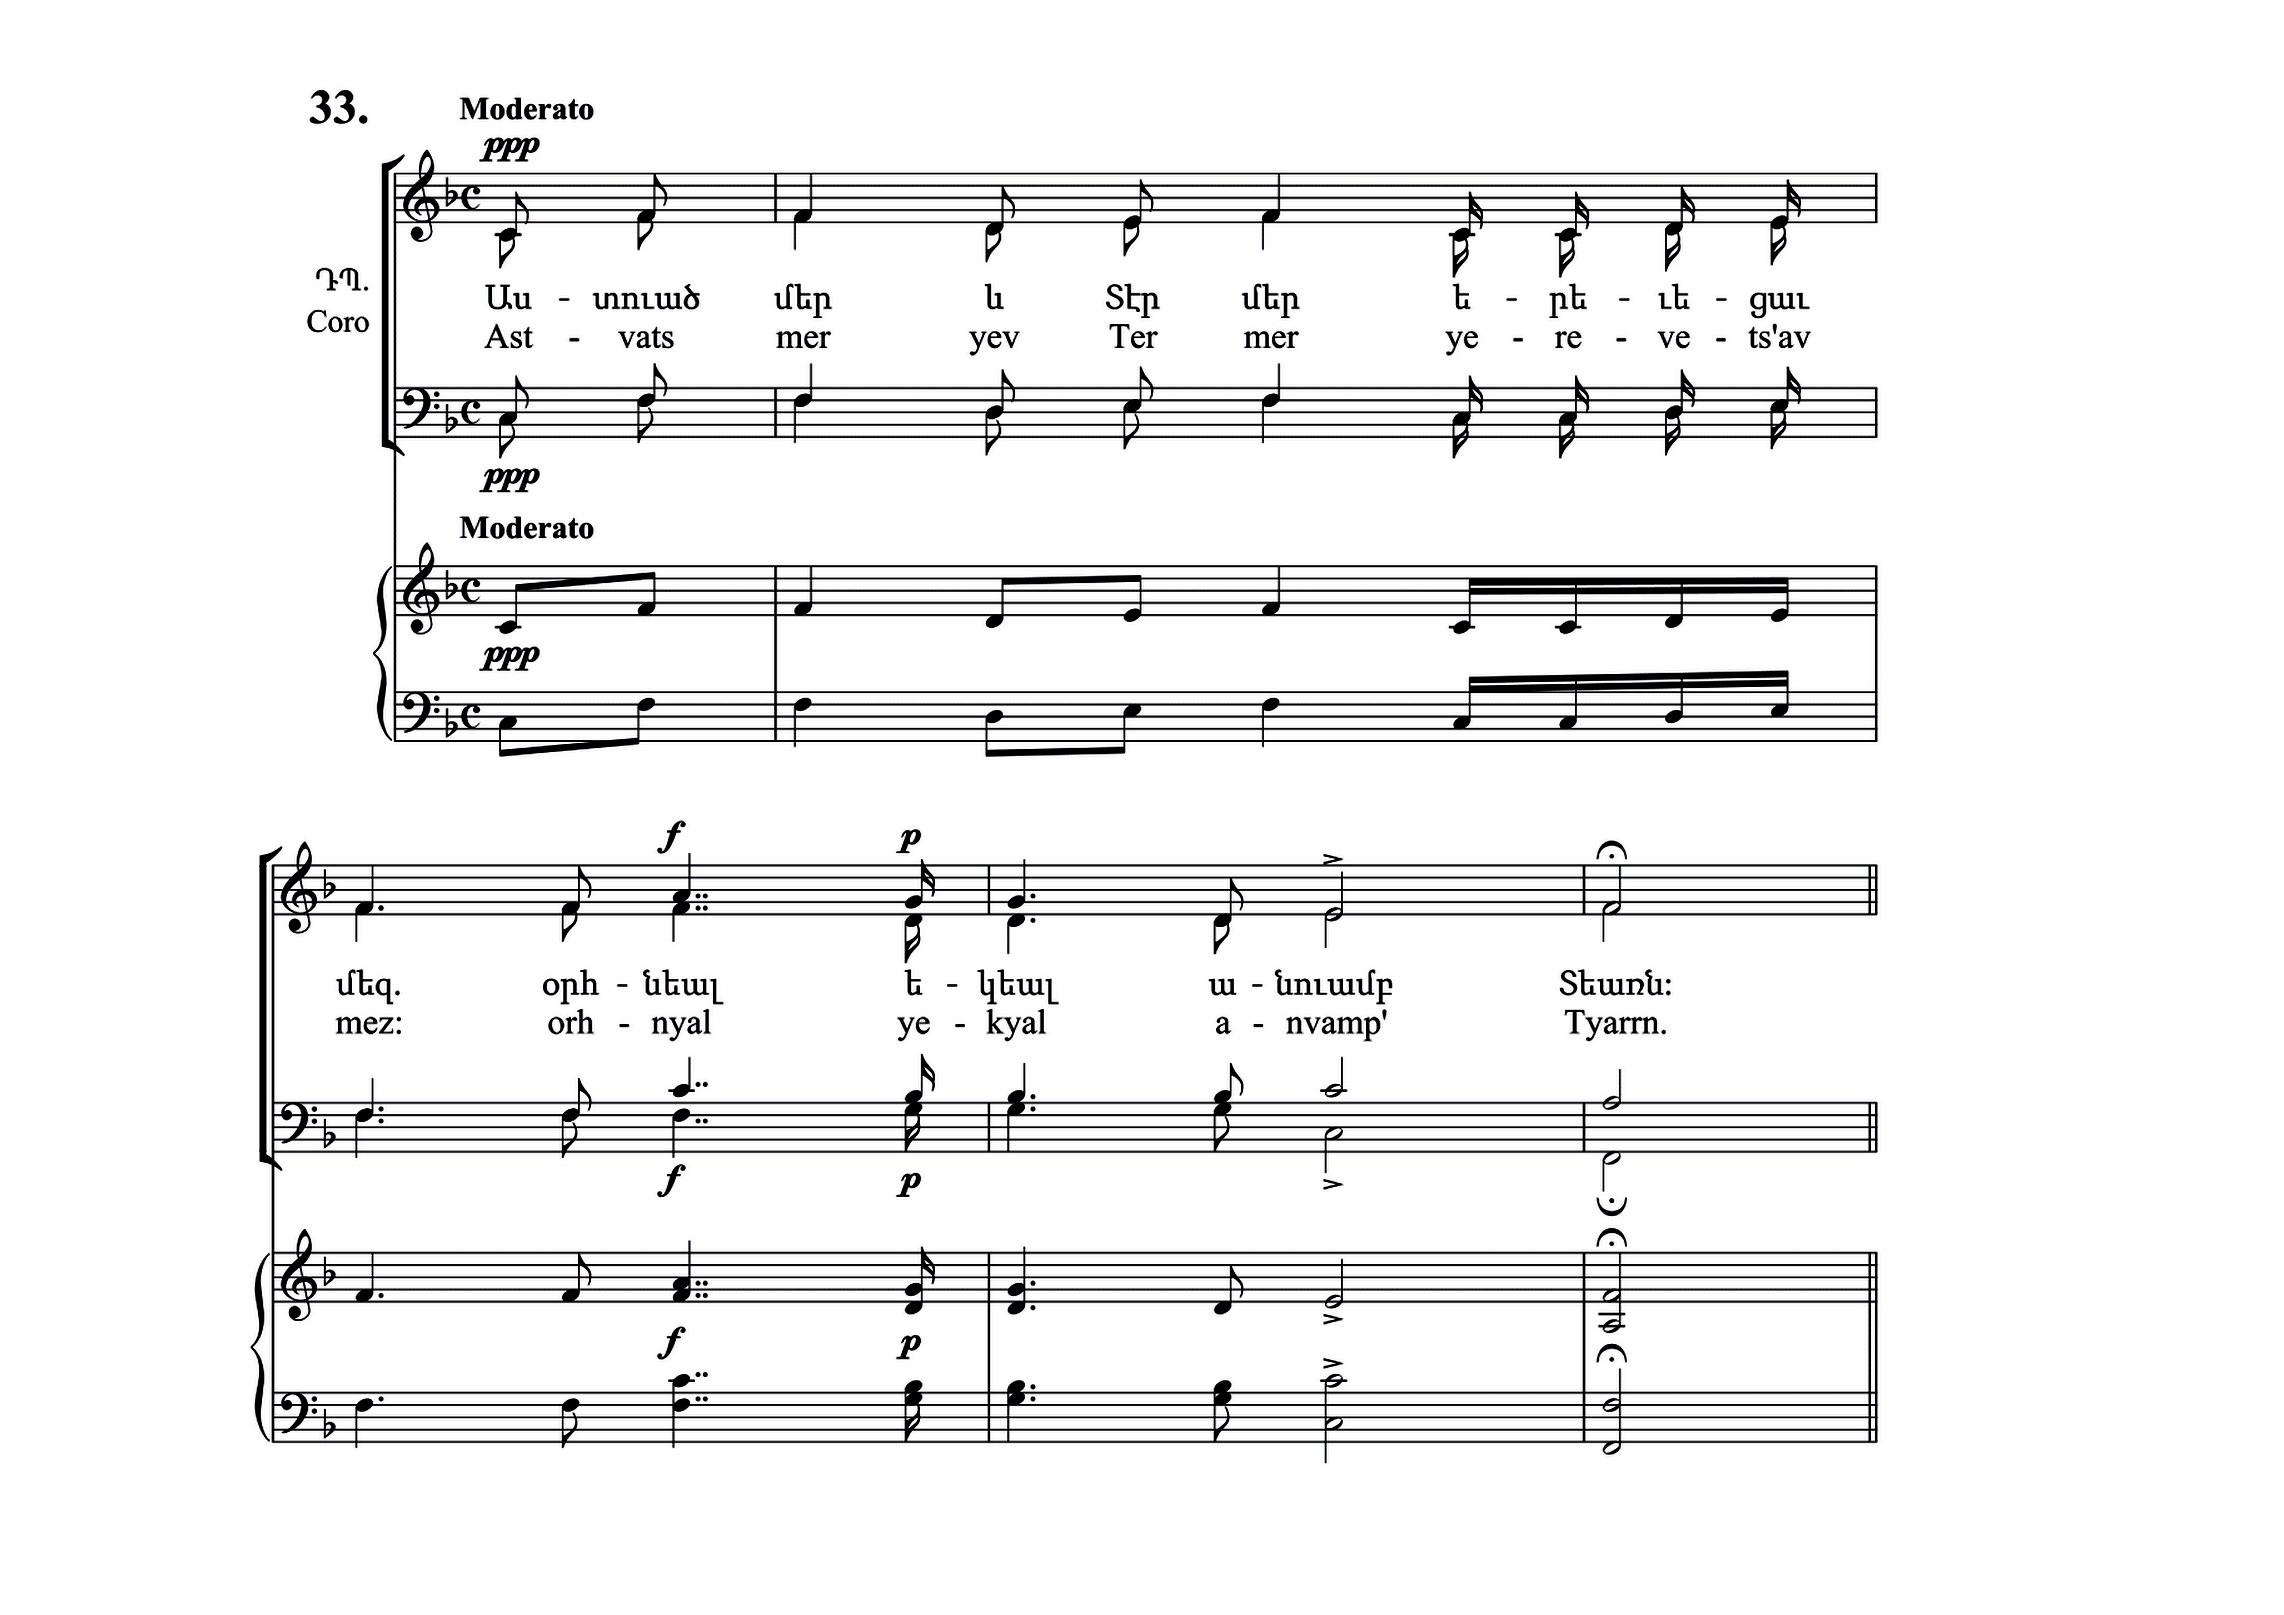 33.
Moderato
ppp
ԴՊ.
Coro
Աս - տուած մեր և Տէր մեր ե - րե - ւե - ցաւ
Ast - vats mer yev Ter mer ye - re - ve - ts'av
ppp
Moderato
ppp
f p
մեզ. օրհ - նեալ ե - կեալ ա - նուամբ Տեառն:
mez: orh - nyal ye - kyal a - nvamp' Tyarrn.
f p
f p